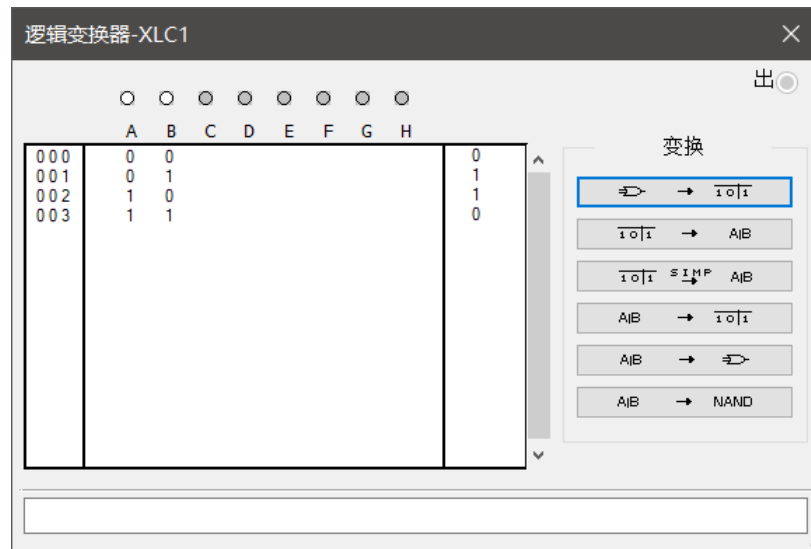 逻辑变换器-XLC1
出
A B C D E F G H
变换
000 0 0 0
001 0 1 1
002 1 0 1
003 1 1 0
→ 1 0|1
1 0|1 → A|B
1 0|1 SIMP → A|B
A|B → 1 0|1
A|B →
A|B → NAND